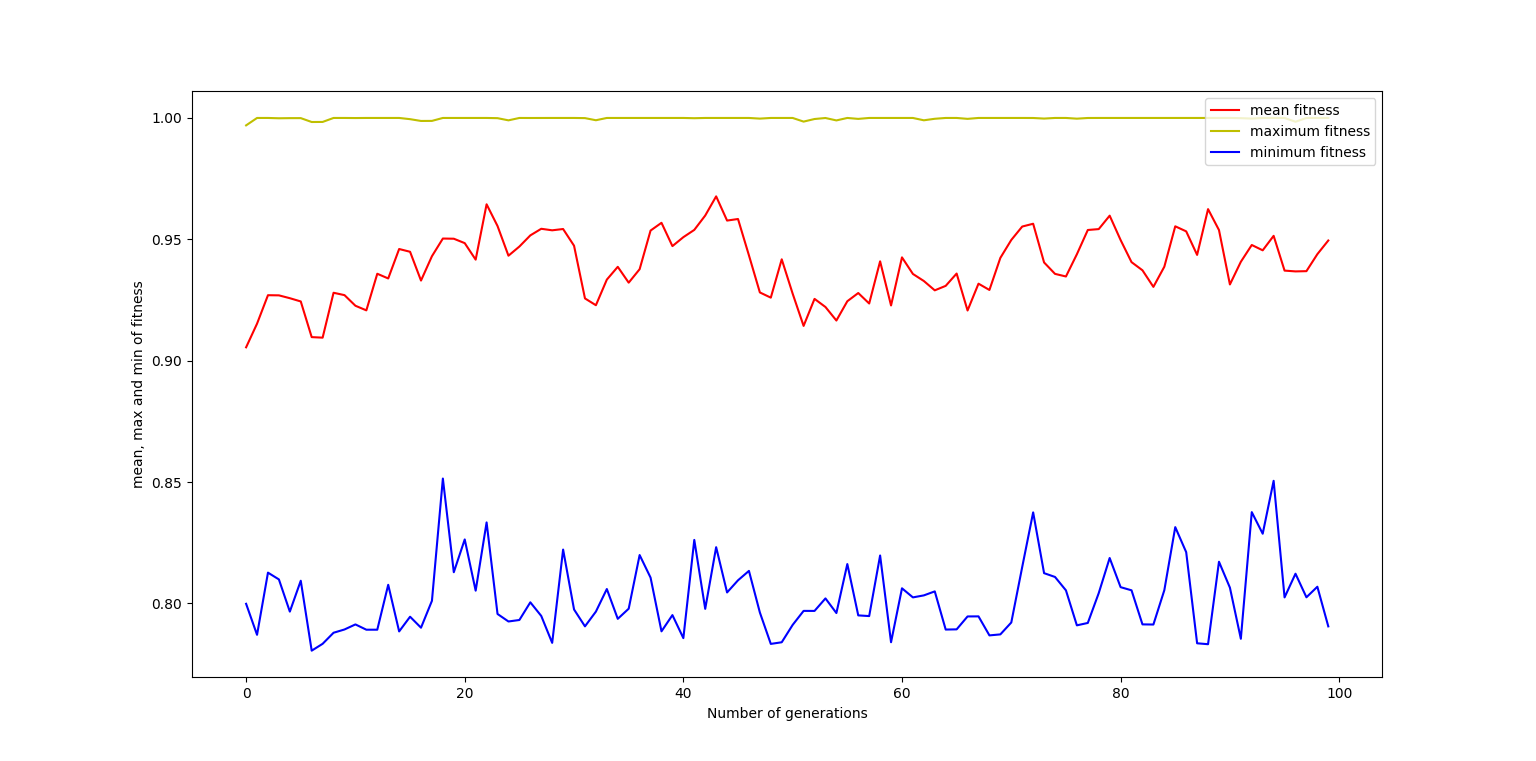 1.00
0.95
0.90
0.85
0.80
mean, max and min of fitness
mean fitness
maximum fitness
minimum fitness
0 20 40 60 80 100
Number of generations